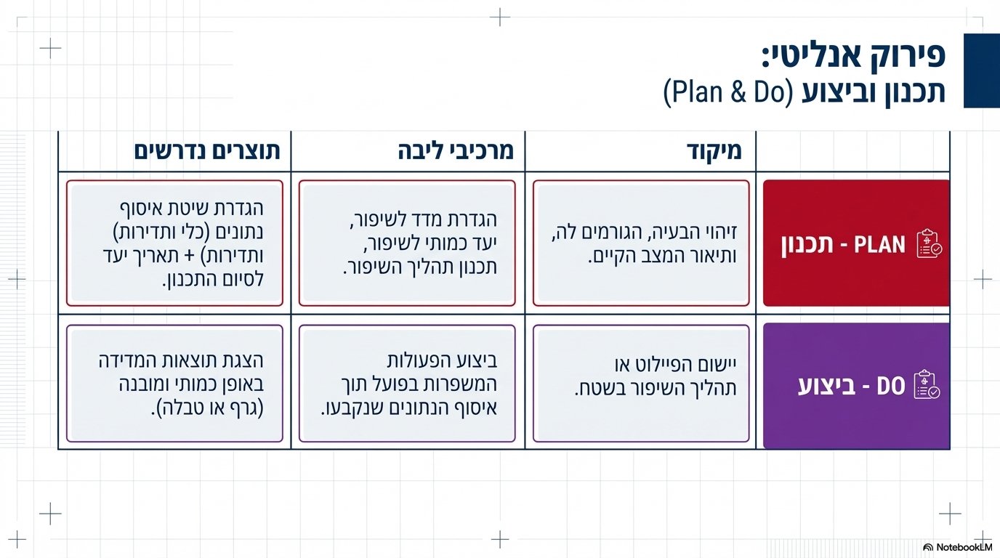 פירוק אנליטי:
תכנון וביצוע (Plan & Do)
מיקוד
מרכיבי ליבה
תוצרים נדרשים
PLAN - תכנון
זיהוי הבעיה, הגורמים לה,
ותיאור המצב הקיים.
הגדרת מדד לשיפור,
יעד כמותי לשיפור,
תכנון תהליך השיפור.
הגדרת שיטת איסוף
נתונים (כלי ותדירות)
ותדירות) + תאריך יעד
לסיום התכנון.
DO - ביצוע
יישום הפיילוט או
תהליך השיפור בשטח.
ביצוע הפעולות
המשפרות בפועל תוך
איסוף הנתונים שנקבעו.
הצגת תוצאות המדידה
באופן כמותי ומובנה
(גרף או טבלה).
NotebookLM